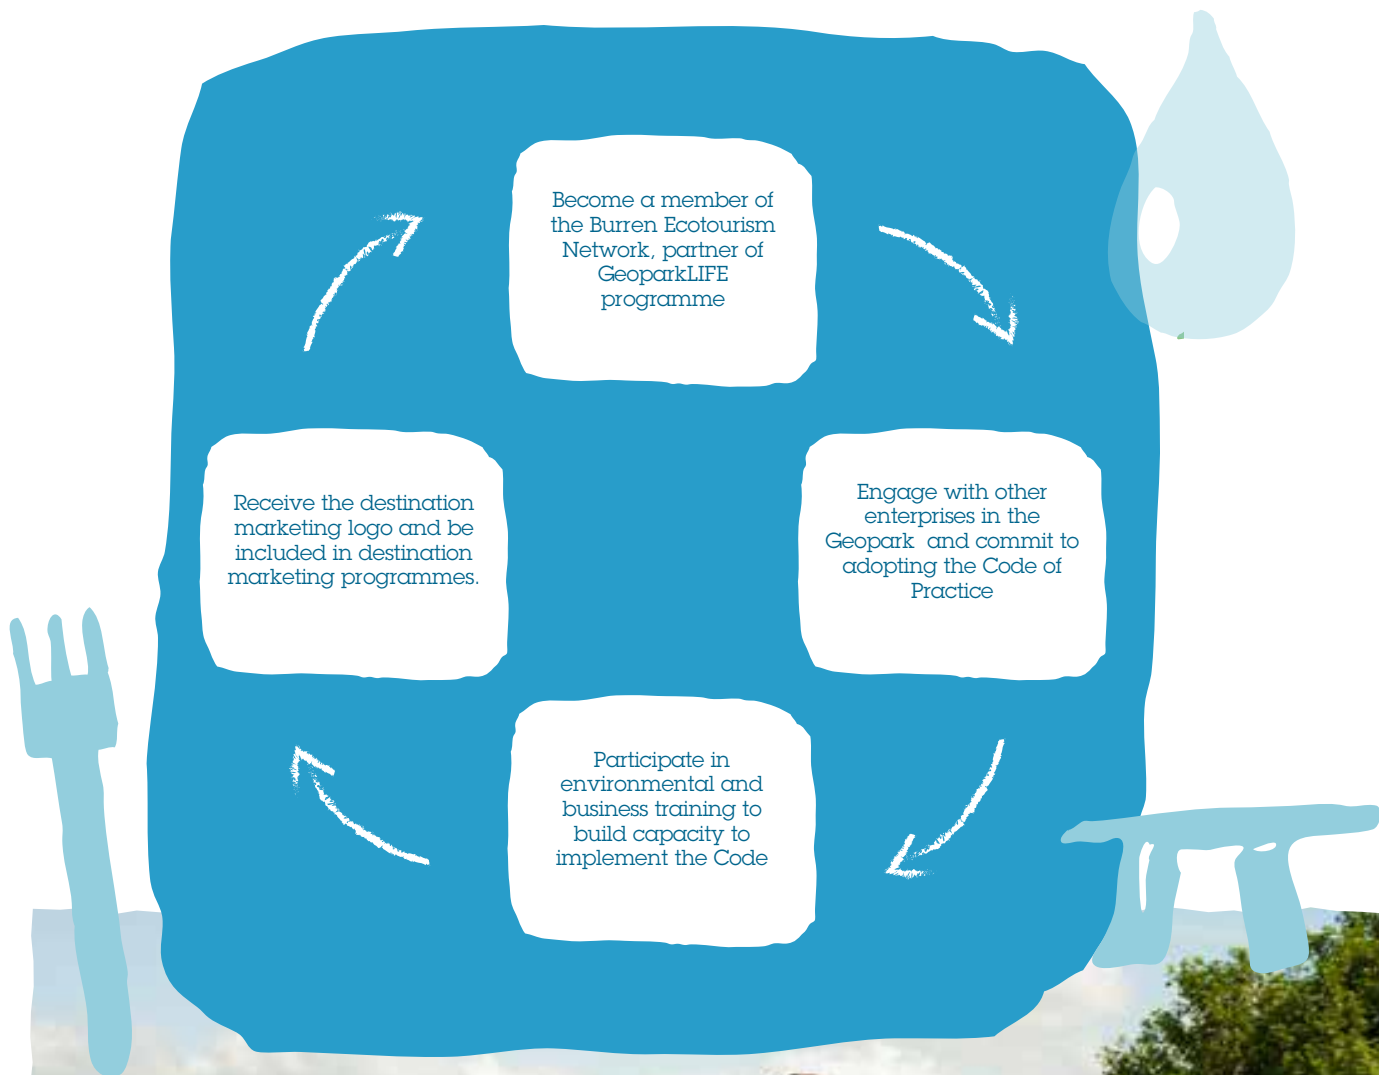 Become a member of
the Burren Ecotourism
Network, partner of
GeoparkLIFE
programme
Engage with other
enterprises in the
Geopark  and commit to
adopting the Code of
Practice
Participate in
environmental and
business training to
build capacity to
implement the Code
Receive the destination
marketing logo and be
included in destination
marketing programmes.